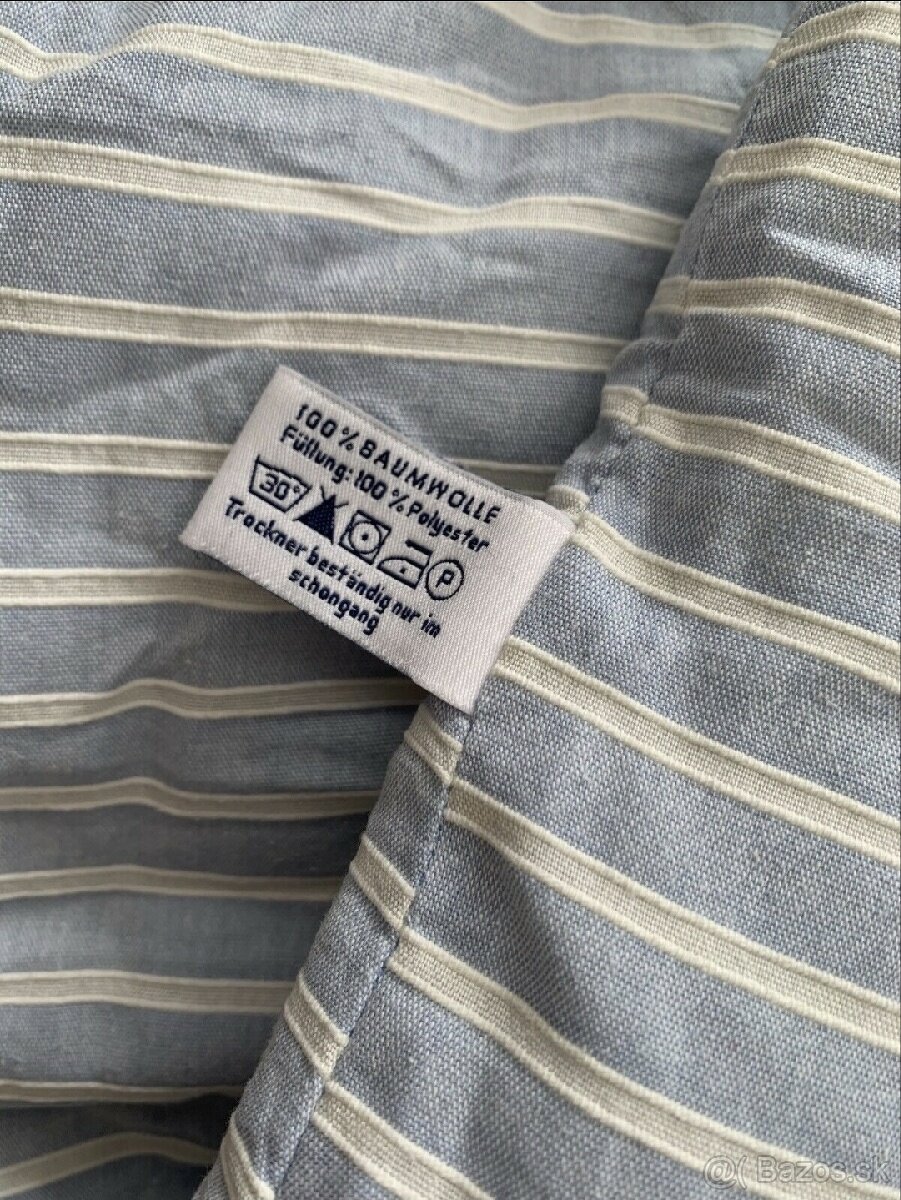 100% BAUMWOLLE
Füllung: 100% Polyester
30° P
Trockner beständig nur im
schongang
@( Bazos.sk